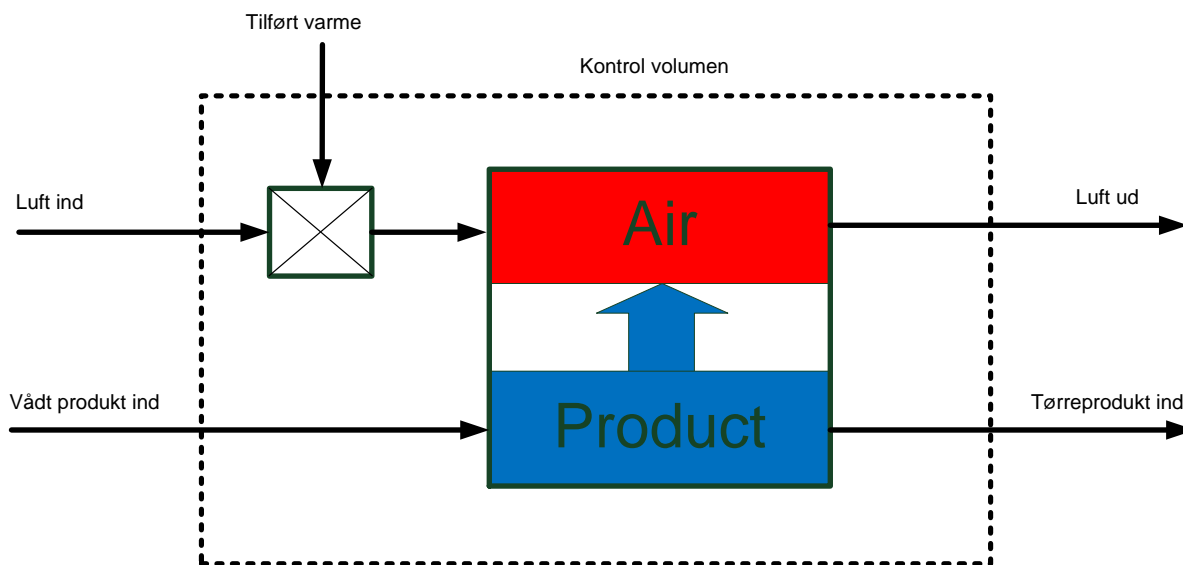 Tilført varme
Kontrol volumen
Luft ind
Air
Luft ud
Vådt produkt ind
Product
Tørreprodukt ind